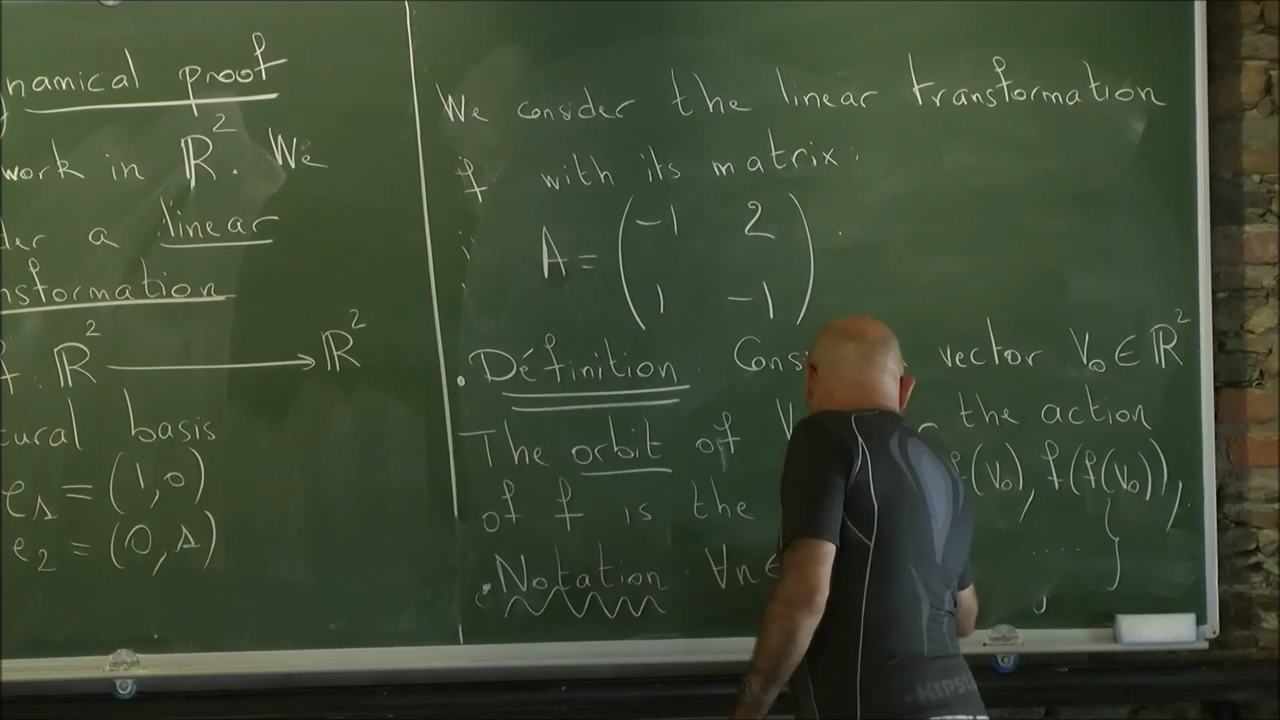 namical proof
work in ℝ². We
der a linear
nsformation
f : ℝ² ⟶ ℝ²
tural basis
e₁ = (1, 0)
e₂ = (0, 1)
We consider the linear transformation
f with its matrix:
A = (-1 2
1 -1).
. Définition. Cons vector V₀ ∈ ℝ²
The orbit of V the action
of f is the f(V₀), f(f(V₀)),
..... }
. Notation. ∀n ∈
KIPS